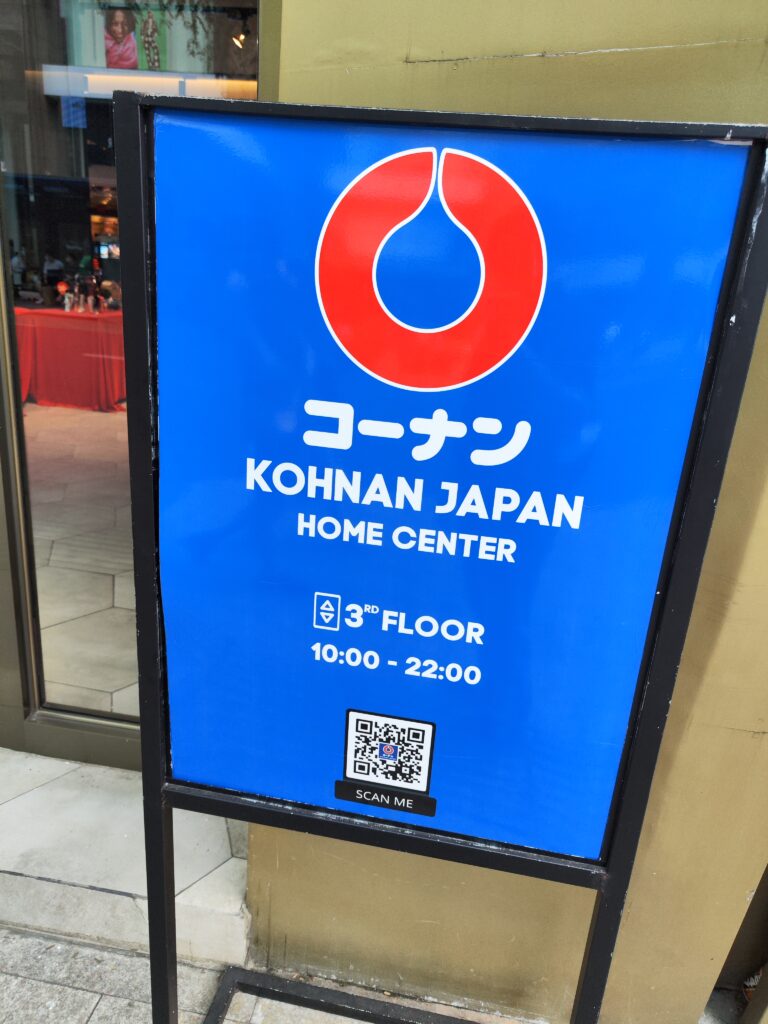 コーナン
KOHNAN JAPAN
HOME CENTER
3RD FLOOR
10:00 - 22:00
SCAN ME